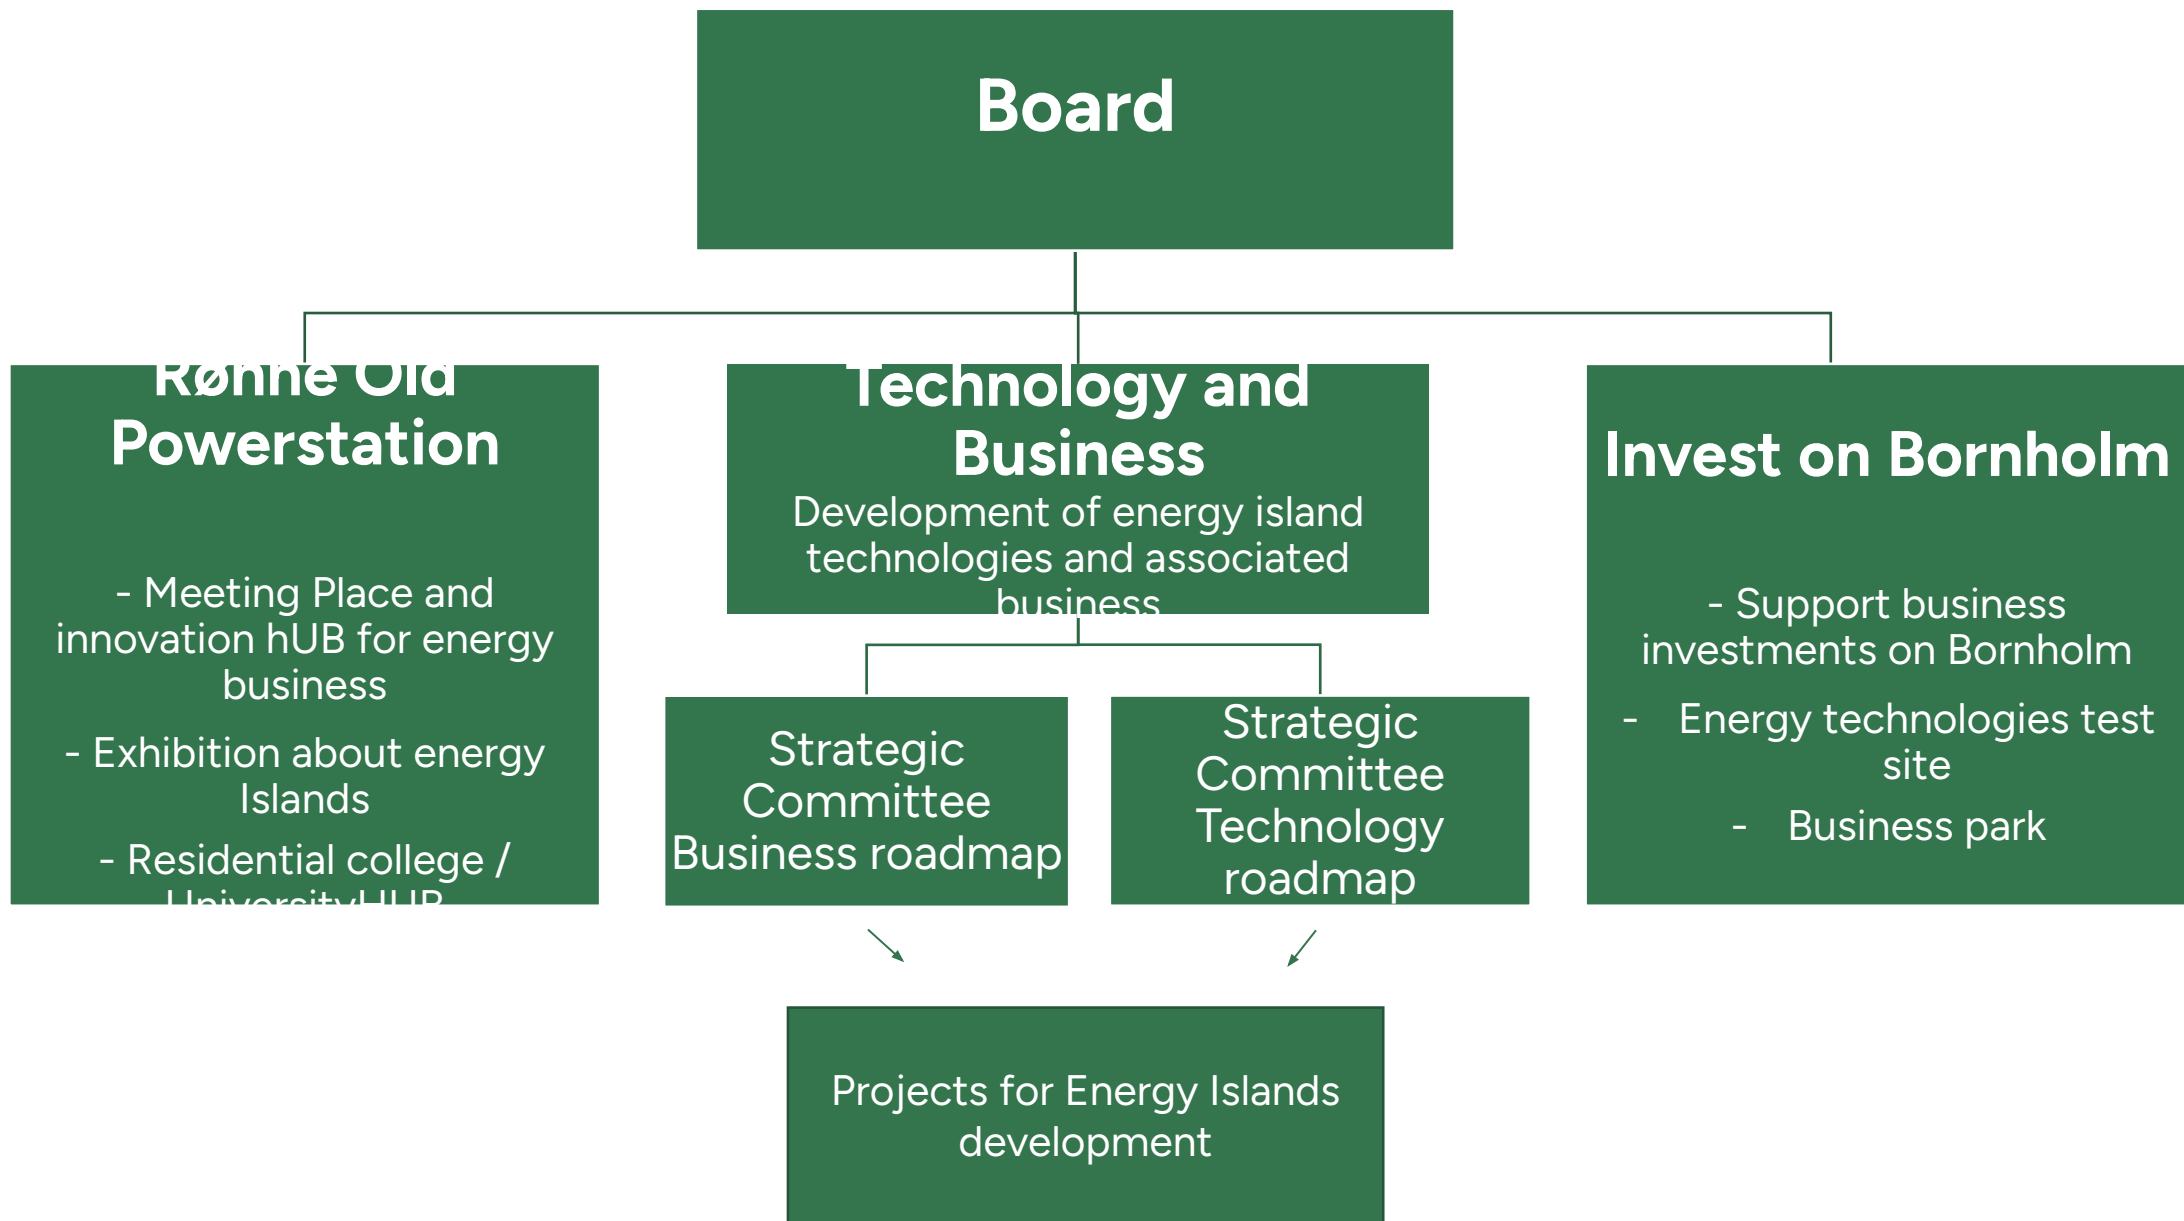 Board
Rønne Old
Powerstation
- Meeting Place and
innovation hUB for energy
business
- Exhibition about energy
Islands
- Residential college /
UniversityHUB
Technology and
Business
Development of energy island
technologies and associated
business
Strategic
Committee
Business roadmap
Strategic
Committee
Technology
roadmap
Invest on Bornholm
- Support business
investments on Bornholm
- Energy technologies test
site
- Business park
Projects for Energy Islands
development